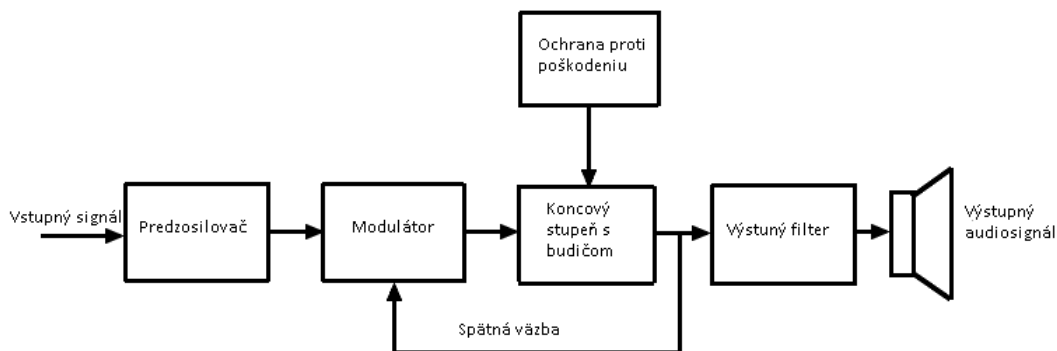 Ochrana proti
poškodeniu
Vstupný signál
Predzosilovač
Modulátor
Koncový
stupeň s
budičom
Výstuný filter
Výstupný
audiosignál
Spätná väzba